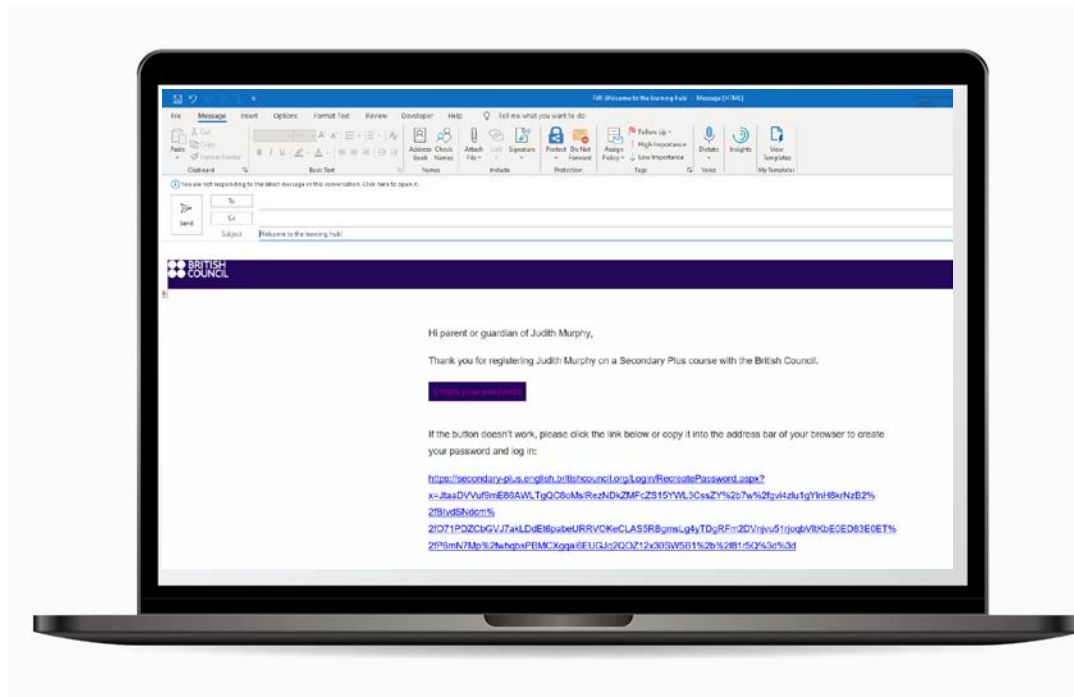 FW: Welcome to the learning hub - Message (HTML)
File Message Insert Options Format Text Review Developer Help Tell me what you want to do
Cut
Copy
Format Painter
Paste
Address Book
Check Names
Attach File
Link
Signature
Protect
Do Not Forward
Assign Policy
Follow Up
High Importance
Low Importance
Dictate
Insights
View Templates
Clipboard Basic Text Names Include Protection Tags Voice My Templates
You are not responding to the latest message in this conversation. Click here to open it.
Send
To
Cc
Subject Welcome to the learning hub!
BRITISH
COUNCIL
Hi parent or guardian of Judith Murphy,
Thank you for registering Judith Murphy on a Secondary Plus course with the British Council.
Create your password
If the button doesn't work, please click the link below or copy it into the address bar of your browser to create
your password and log in:
https://secondary-plus.english.britishcouncil.org/Login/RecreatePassword.aspx?